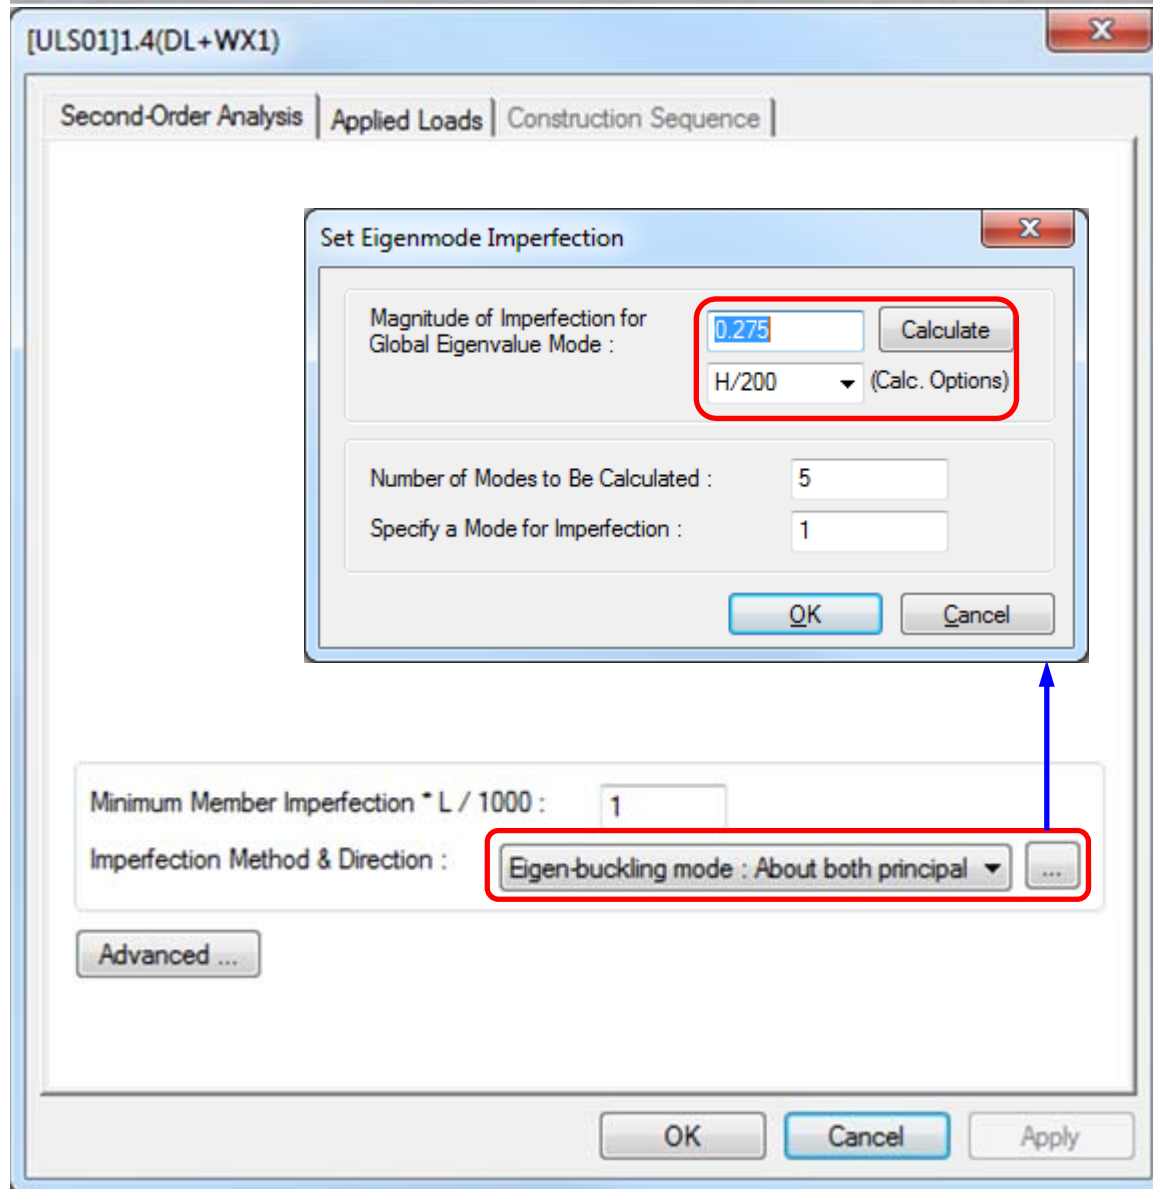 [ULS01]1.4(DL+WX1)
Second-Order Analysis Applied Loads Construction Sequence
Set Eigenmode Imperfection
Magnitude of Imperfection for
Global Eigenvalue Mode :
0.275 Calculate
H/200 (Calc. Options)
Number of Modes to Be Calculated : 5
Specify a Mode for Imperfection : 1
OK Cancel
Minimum Member Imperfection * L / 1000 : 1
Imperfection Method & Direction : Eigen-buckling mode : About both principal ...
Advanced ...
OK Cancel Apply